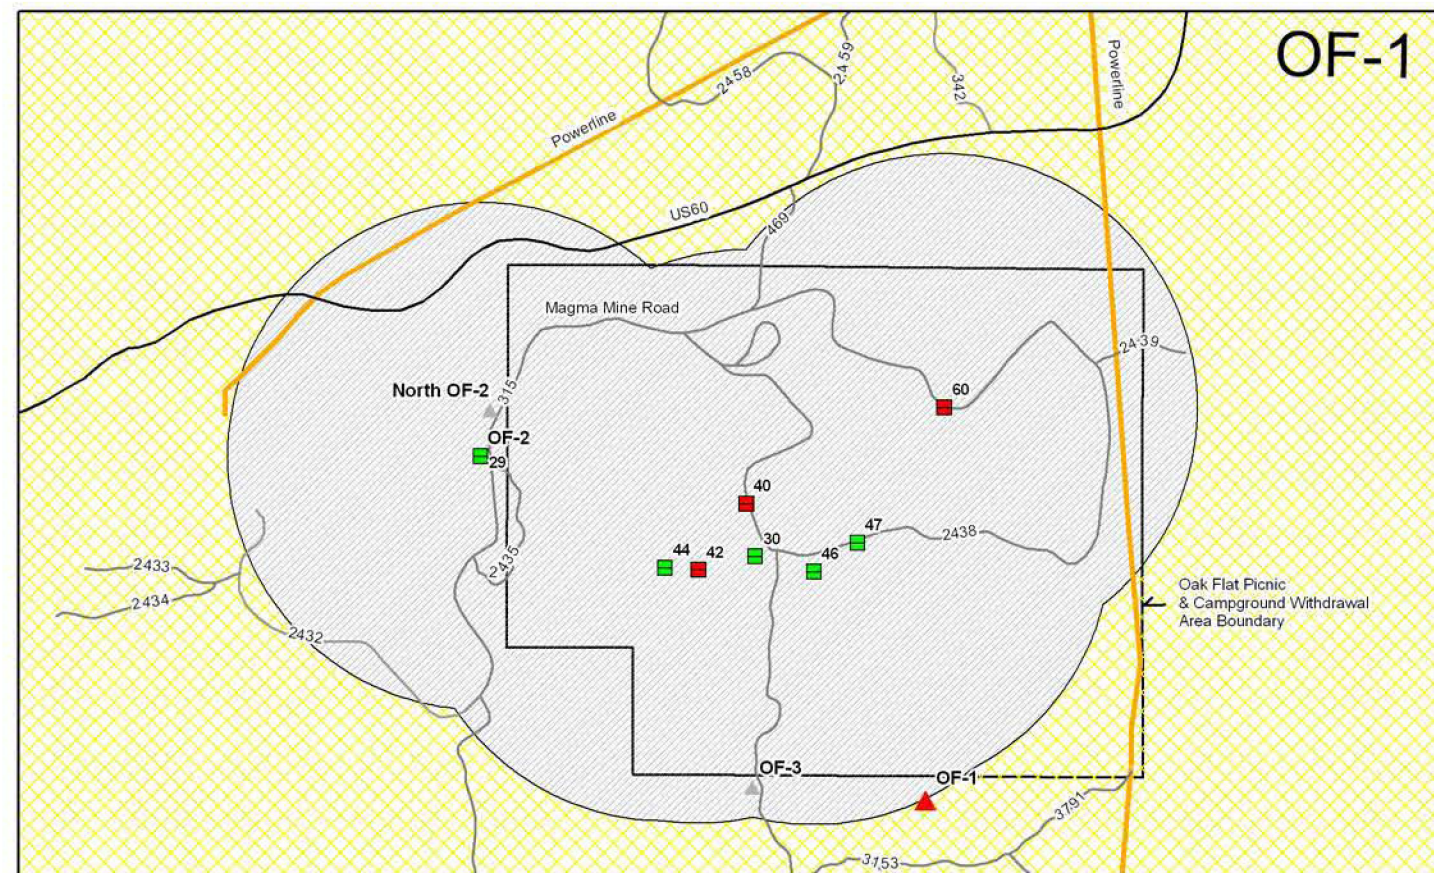 OF-1
2458
2459
342
Powerline
Powerline
US60
469
Magma Mine Road
2439
North OF-2
315
60
OF-2
29
40
47
2438
30
46
44
42
2435
2433
2434
2432
Oak Flat Picnic
& Campground Withdrawal
Area Boundary
OF-3
OF-1
3791
3153